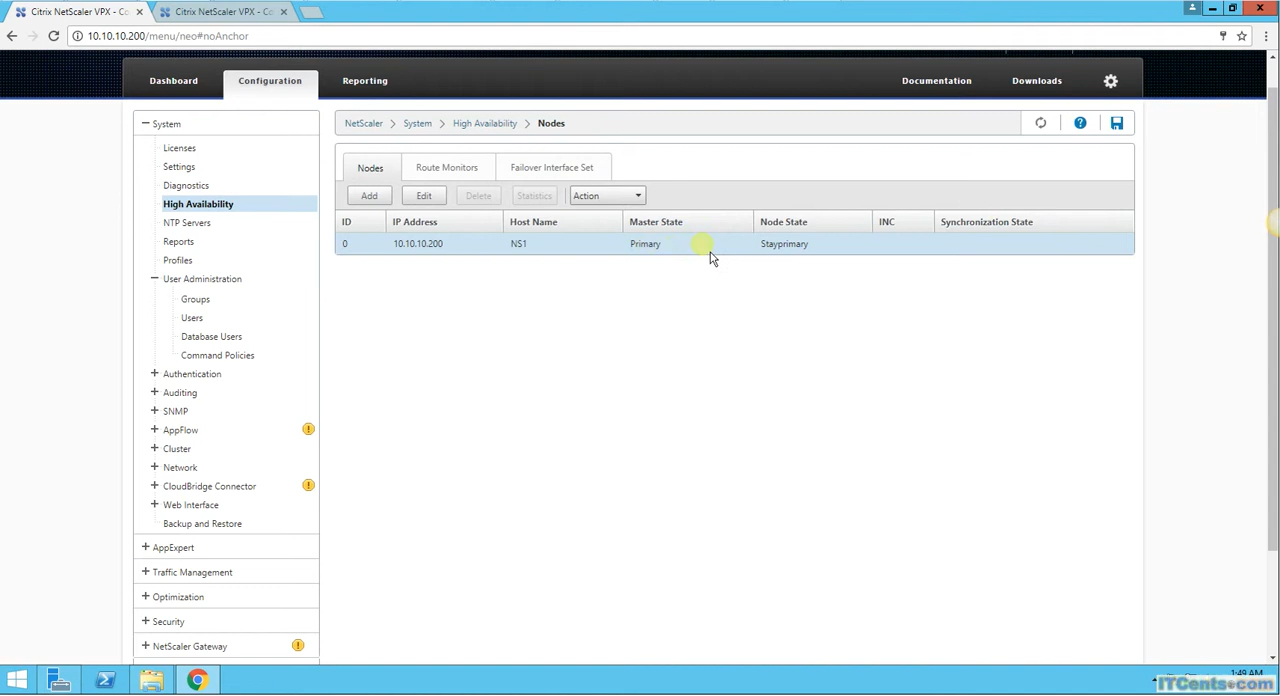 Citrix NetScaler VPX - Co
Citrix NetScaler VPX - Co
10.10.10.200/menu/neo#noAnchor
Dashboard
Configuration
Reporting
Documentation
Downloads
System
Licenses
Settings
Diagnostics
High Availability
NTP Servers
Reports
Profiles
User Administration
Groups
Users
Database Users
Command Policies
Authentication
Auditing
SNMP
AppFlow
Cluster
Network
CloudBridge Connector
Web Interface
Backup and Restore
AppExpert
Traffic Management
Optimization
Security
NetScaler Gateway
NetScaler > System > High Availability > Nodes
Nodes Route Monitors Failover Interface Set
Add Edit Delete Statistics Action
ID IP Address Host Name Master State Node State INC Synchronization State
0 10.10.10.200 NS1 Primary Stayprimary
1:49 AM
ITCents.com